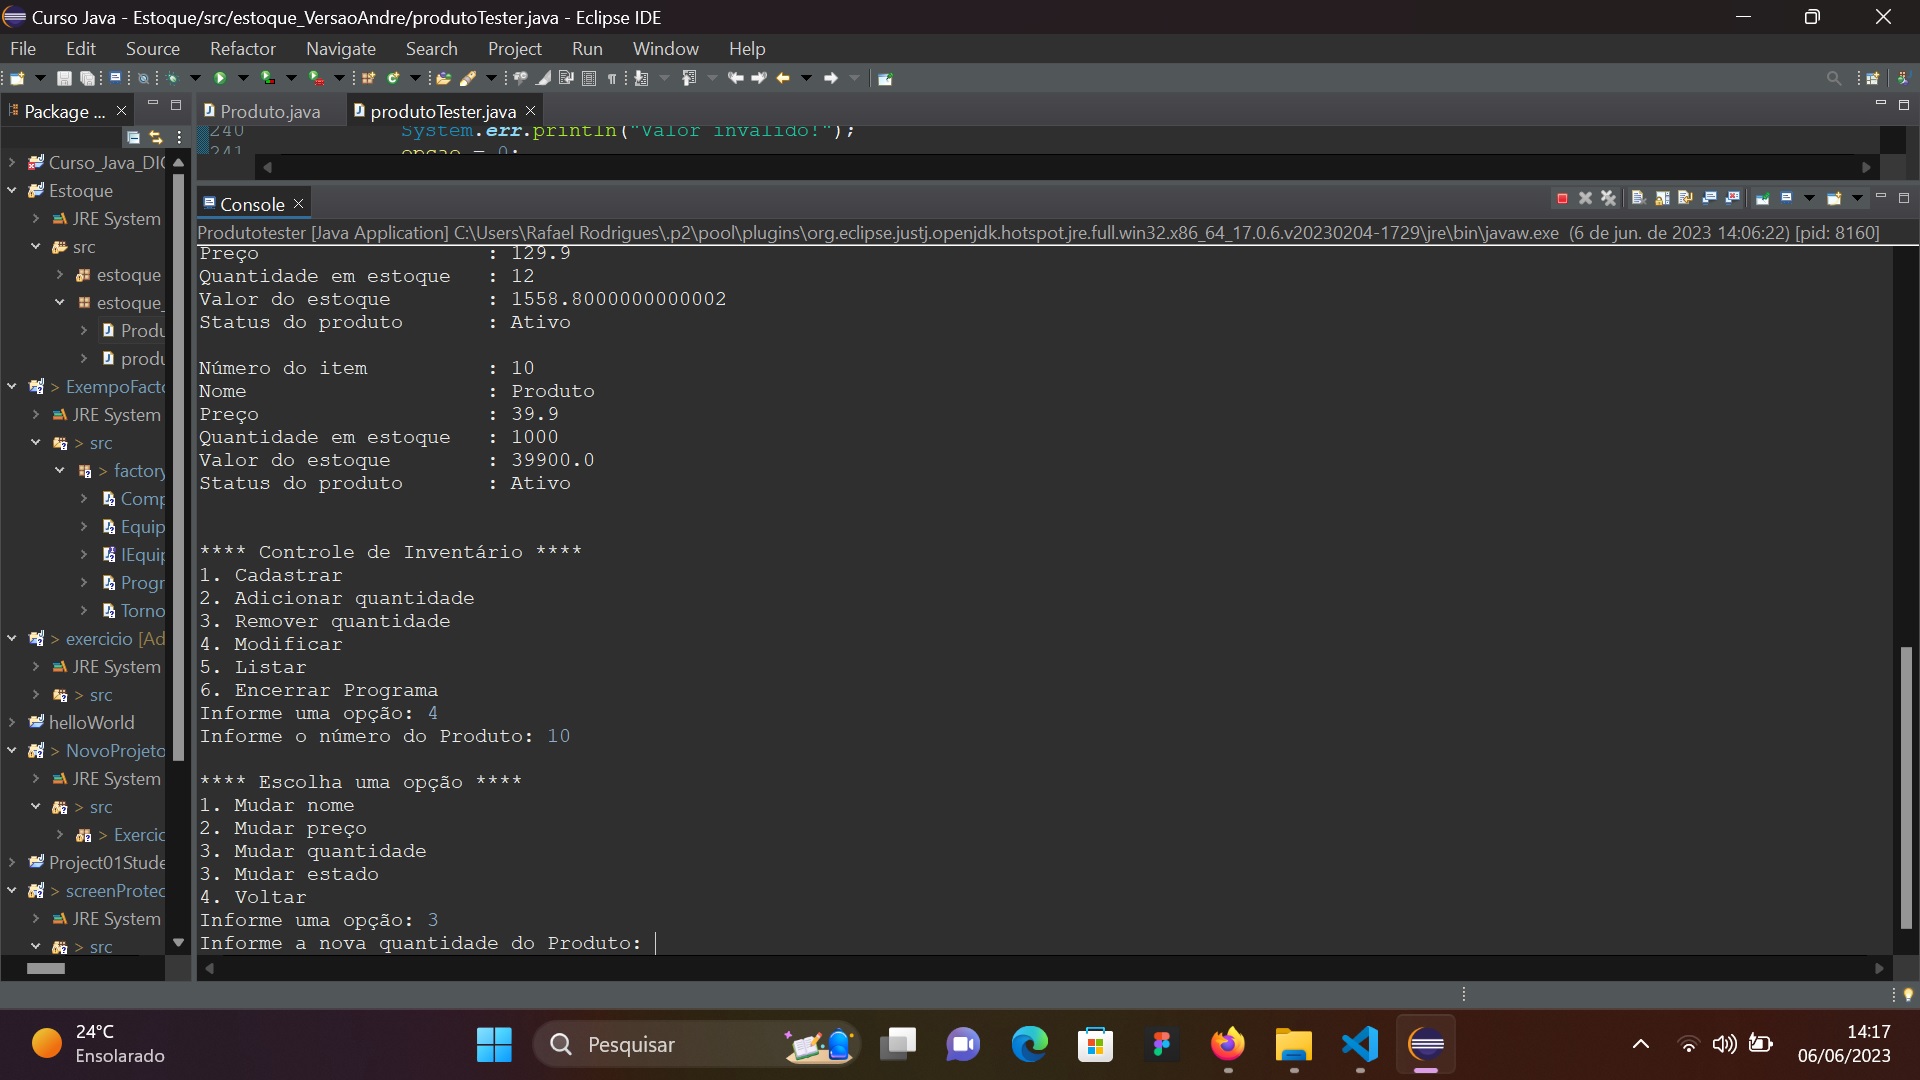 Curso Java - Estoque/src/estoque_VersaoAndre/produtoTester.java - Eclipse IDE
File Edit Source Refactor Navigate Search Project Run Window Help
Package ...
Produto.java produtoTester.java
240 System.err.println("Valor inválido!");
241 opcao = 0;
Curso_Java_DI
Estoque
JRE System
src
estoque
estoque_
Produ
produ
> ExempoFacto
JRE System
> src
> factory
Comp
Equip
IEquip
Progr
Torno
> exercicio [Ad
JRE System
> src
helloWorld
> NovoProjeto
JRE System
> src
> Exercic
Project01Stude
> screenProtec
JRE System
> src
Console
Produtotester [Java Application] C:\Users\Rafael Rodrigues\.p2\pool\plugins\org.eclipse.justj.openjdk.hotspot.jre.full.win32.x86_64_17.0.6.v20230204-1729\jre\bin\javaw.exe (6 de jun. de 2023 14:06:22) [pid: 8160]
Preço : 129.9
Quantidade em estoque : 12
Valor do estoque : 1558.8000000000002
Status do produto : Ativo
Número do item : 10
Nome : Produto
Preço : 39.9
Quantidade em estoque : 1000
Valor do estoque : 39900.0
Status do produto : Ativo
**** Controle de Inventário ****
1. Cadastrar
2. Adicionar quantidade
3. Remover quantidade
4. Modificar
5. Listar
6. Encerrar Programa
Informe uma opção: 4
Informe o número do Produto: 10
**** Escolha uma opção ****
1. Mudar nome
2. Mudar preço
3. Mudar quantidade
3. Mudar estado
4. Voltar
Informe uma opção: 3
Informe a nova quantidade do Produto:
24°C
Ensolarado
Pesquisar
14:17
06/06/2023